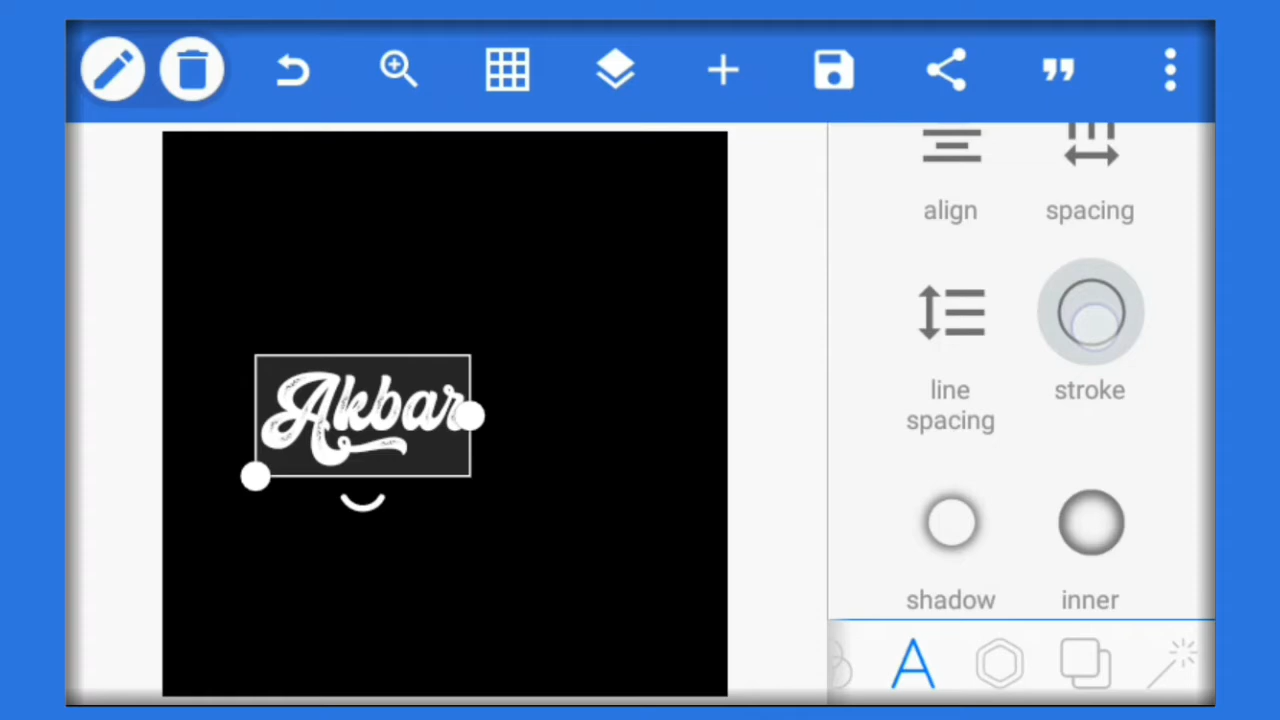 align
spacing
Akbar
line
spacing
stroke
shadow
inner